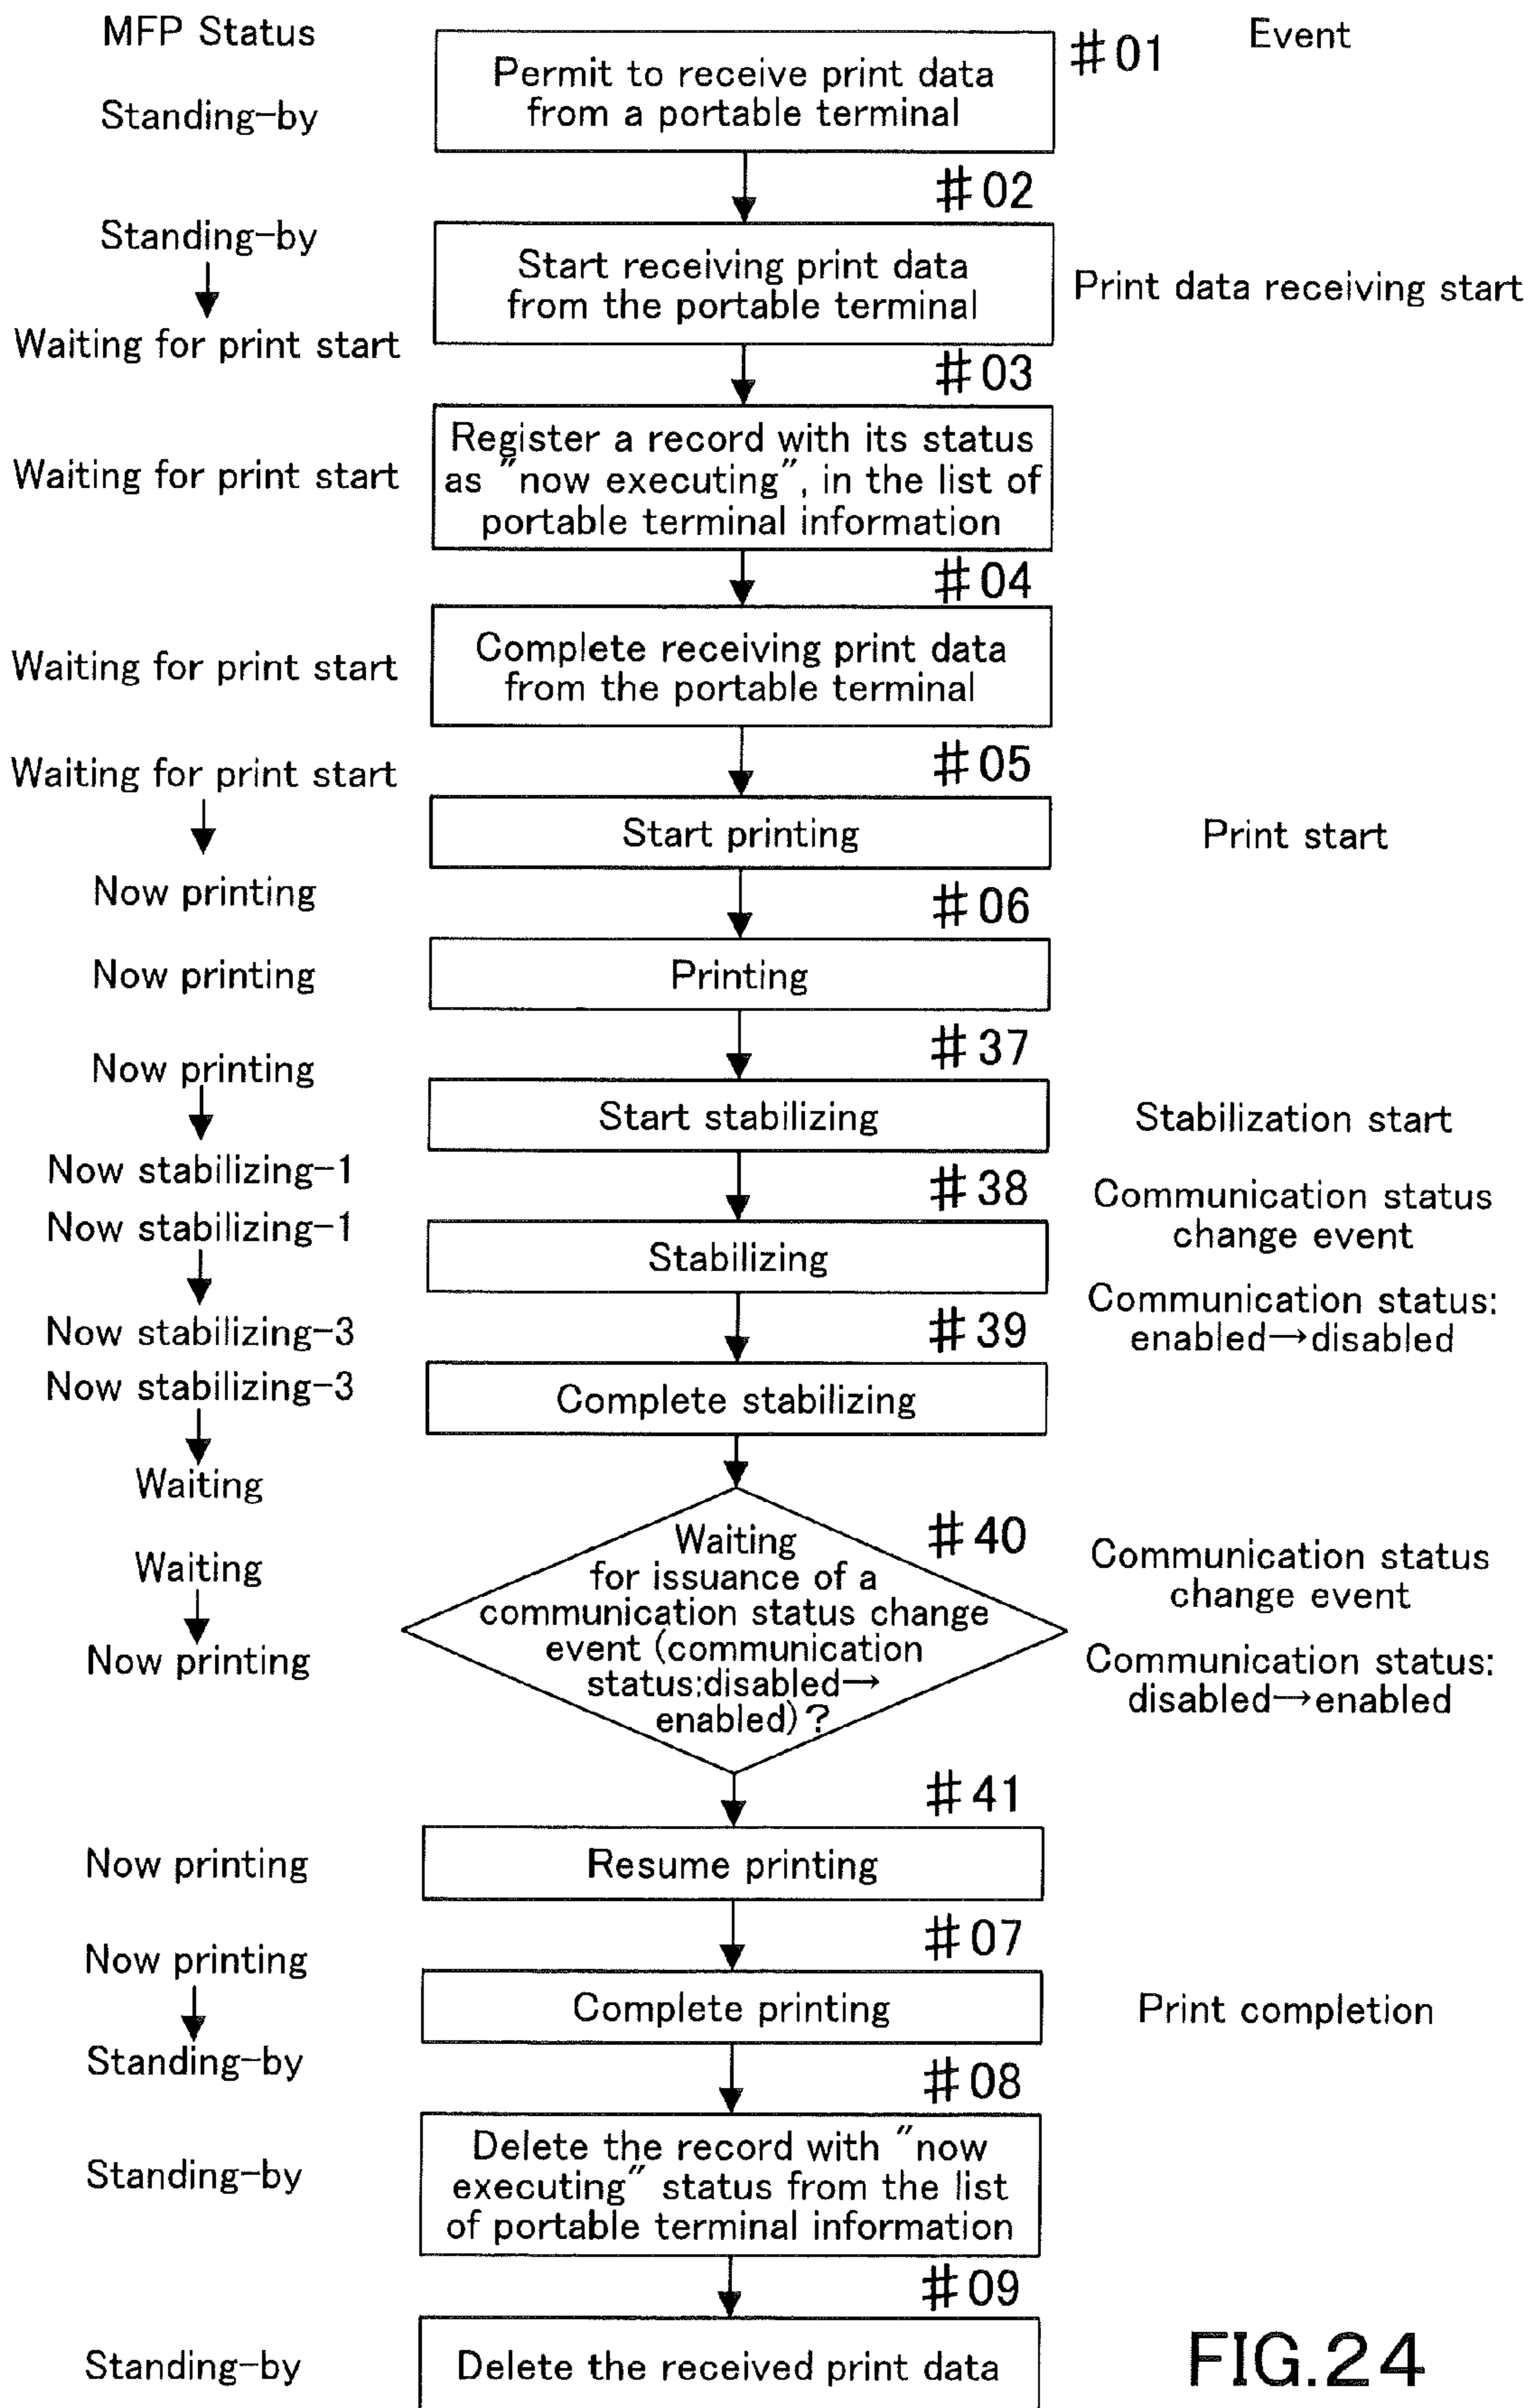 MFP Status
Event
#01
Permit to receive print data
from a portable terminal
Standing-by
#02
Standing-by
Start receiving print data
from the portable terminal
Print data receiving start
Waiting for print start
#03
Waiting for print start
Register a record with its status
as "now executing", in the list of
portable terminal information
#04
Waiting for print start
Complete receiving print data
from the portable terminal
#05
Waiting for print start
Start printing
Print start
Now printing
#06
Now printing
Printing
#37
Now printing
Start stabilizing
Stabilization start
Now stabilizing-1
#38
Now stabilizing-1
Stabilizing
Communication status
change event
Communication status:
enabled→disabled
Now stabilizing-3
#39
Now stabilizing-3
Complete stabilizing
Waiting
#40
Waiting
Waiting
for issuance of a
communication status change
event (communication
status:disabled→
enabled)?
Communication status
change event
Communication status:
disabled→enabled
Now printing
#41
Now printing
Resume printing
#07
Now printing
Complete printing
Print completion
Standing-by
#08
Standing-by
Delete the record with "now
executing" status from the list
of portable terminal information
#09
Standing-by
Delete the received print data
FIG.24